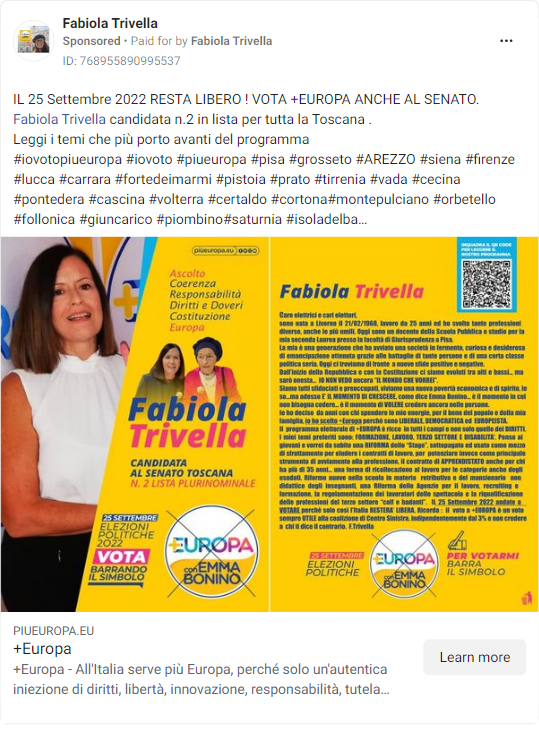 Fabiola Trivella
Sponsored • Paid for by Fabiola Trivella
ID: 768955890995537
IL 25 Settembre 2022 RESTA LIBERO ! VOTA +EUROPA ANCHE AL SENATO.
Fabiola Trivella candidata n.2 in lista per tutta la Toscana .
Leggi i temi che più porto avanti del programma
#iovotopiueuropa #iovoto #piueuropa #pisa #grosseto #AREZZO #siena #firenze
#lucca #carrara #fortedeimarmi #pistoia #prato #tirrenia #vada #cecina
#pontedera #cascina #volterra #certaldo #cortona#montepulciano #orbetello
#follonica #giuncarico #piombino#saturnia #isoladelba...
piueuropa.eu
Ascolto
Coerenza
Responsabilità
Diritti e Doveri
Costituzione
Europa
Fabiola
Trivella
CANDIDATA
AL SENATO TOSCANA
N. 2 LISTA PLURINOMINALE
25 SETTEMBRE
ELEZIONI
POLITICHE
2022
VOTA
BARRANDO
IL SIMBOLO
+EUROPA
con EMMA
BONINO
INQUADRA IL QR CODE
PER LEGGERE IL
NOSTRO PROGRAMMA
Fabiola Trivella
Care elettrici e cari elettori,
sono nata a Livorno il 21/02/1968, lavoro da 25 anni ed ho svolto tante professioni
diverse, anche le più umili. Oggi sono un docente della Scuola Pubblica e studio per la
mia seconda Laurea presso la facoltà di Giurisprudenza a Pisa.
La mia è una generazione che ha avviato una società in fermento, curiosa e desiderosa
di emancipazione ottenuta grazie alle battaglie di tante persone e di una certa classe
politica seria. Oggi ci troviamo di fronte a nuove sfide positive e negative.
Dall'inizio della Repubblica e con la Costituzione ci siamo evoluti tra alti e bassi... ma
sarò onesta... IO NON VEDO ancora "IL MONDO CHE VORREI".
Siamo tutti sfiduciati e preoccupati, viviamo una nuova povertà economica e di spirito, lo
so...ma adesso E' IL MOMENTO DI CRESCERE, come dice Emma Bonino... è il momento in cui
non bisogna cedere... è il momento di VOLERE credere ancora nelle persone.
Io ho deciso da anni con chi spendere le mie energie, per il bene del popolo e della mia
famiglia, io ho scelto +Europa perché sono LIBERALE, DEMOCRATICA ed EUROPEISTA.
Il programma elettorale di +EUROPA è ricco in tutti i campi e non solo quello dei DIRITTI,
i miei temi preferiti sono: FORMAZIONE, LAVORO, TERZO SETTORE E DISABILITA'. Penso ai
giovani e vorrei da subito una RIFORMA delle "Stage", sottopagato ed usato come mezzo
di sfruttamento per eludere i contratti di lavoro, per potenziare invece come principale
strumento di avviamento alla professione, il contratto di APPRENDISTATO anche per chi
ha più di 35 anni... una forma di ricollocazione al lavoro per le categorie anche degli
esodati. Riforme nuove nella scuola in materia retributiva e del mansionario non
didattico degli insegnanti, una Riforma delle Agenzie per il lavoro, recruiting e
formazione, la regolamentazione dei lavoratori dello spettacolo e la riqualificazione
delle professioni del terzo settore "colf e badanti". Il 25 Settembre 2022 andate a
VOTARE perché solo così l'Italia RESTERA' LIBERA. Ricorda : il voto a +EUROPA è un voto
sempre UTILE alla coalizione di Centro Sinistra, indipendentemente dal 3% e non credere
a chi ti dice il contrario. F.Trivella
25 SETTEMBRE
ELEZIONI
POLITICHE
+EUROPA
con EMMA
BONINO
PER VOTARMI
BARRA
IL SIMBOLO
PIUEUROPA.EU
+Europa
+Europa - All'Italia serve più Europa, perché solo un'autentica
iniezione di diritti, libertà, innovazione, responsabilità, tutela...
Learn more